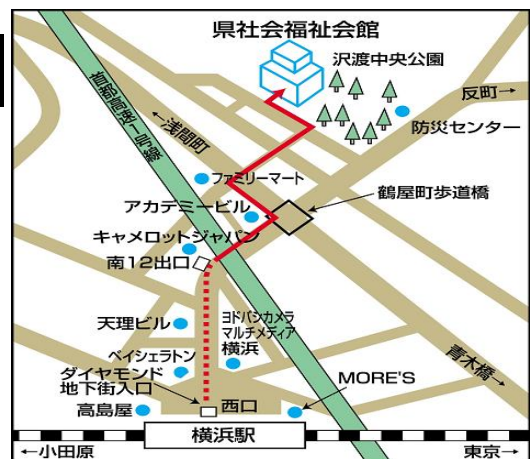 県社会福祉会館
沢渡中央公園
反町→
防災センター
首都高速1号線
←浅間町
ファミリーマート
アカデミービル
鶴屋町歩道橋
キャメロットジャパン
南12出口
天理ビル
ヨドバシカメラ
マルチメディア
横浜
ベイシェラトン
ダイヤモンド
地下街入口
青木橋→
MORE'S
高島屋
西口
横浜駅
←小田原
東京→